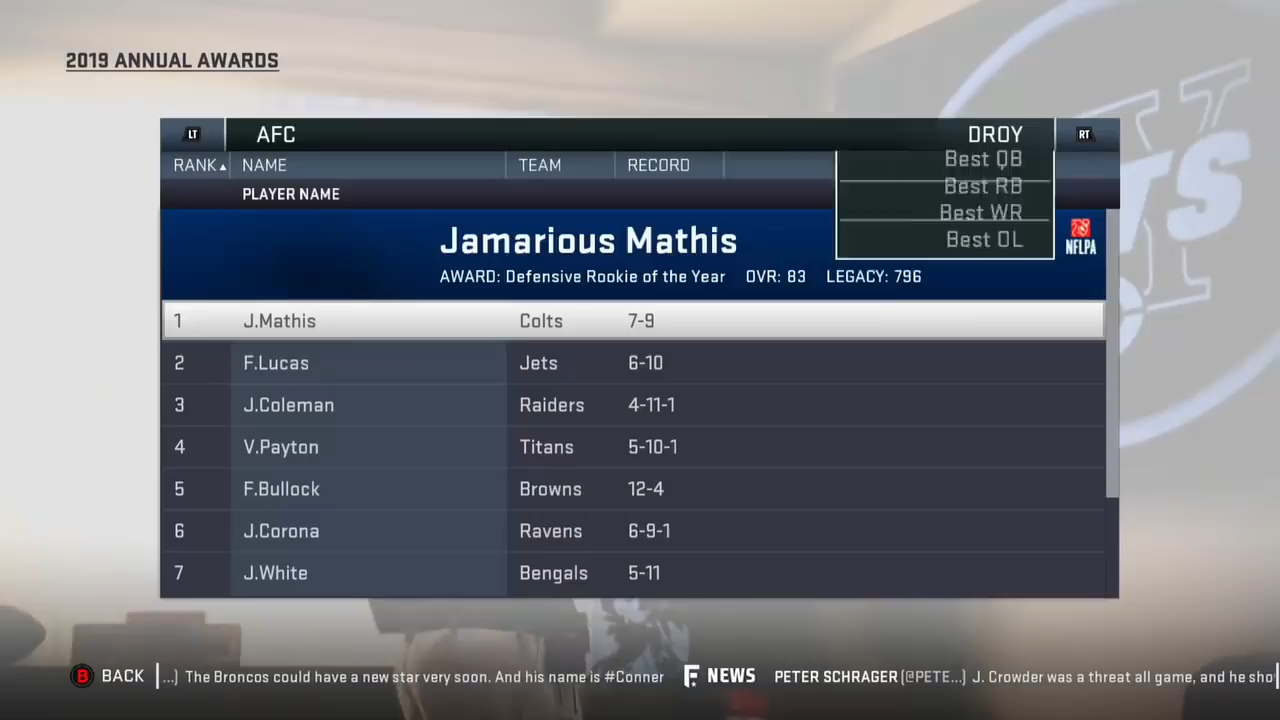 2019 ANNUAL AWARDS
LT AFC DROY RT
RANK NAME TEAM RECORD
Best QB
PLAYER NAME
Best RB
Best WR
Best OL
Jamarious Mathis
NFLPA
AWARD: Defensive Rookie of the Year OVR: 83 LEGACY: 796
1 J.Mathis Colts 7-9
2 F.Lucas Jets 6-10
3 J.Coleman Raiders 4-11-1
4 V.Payton Titans 5-10-1
5 F.Bullock Browns 12-4
6 J.Corona Ravens 6-9-1
7 J.White Bengals 5-11
B BACK ...) The Broncos could have a new star very soon. And his name is #Conner F NEWS PETER SCHRAGER (@PETE...) J. Crowder was a threat all game, and he sho